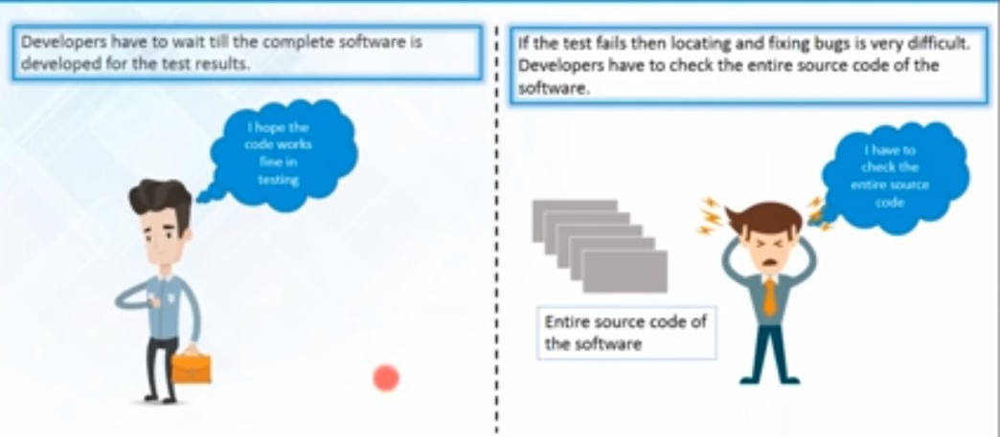 Developers have to wait till the complete software is
developed for the test results.
I hope the
code works
fine in
testing
If the test fails then locating and fixing bugs is very difficult.
Developers have to check the entire source code of the
software.
I have to
check the
entire source
code
Entire source code of
the software